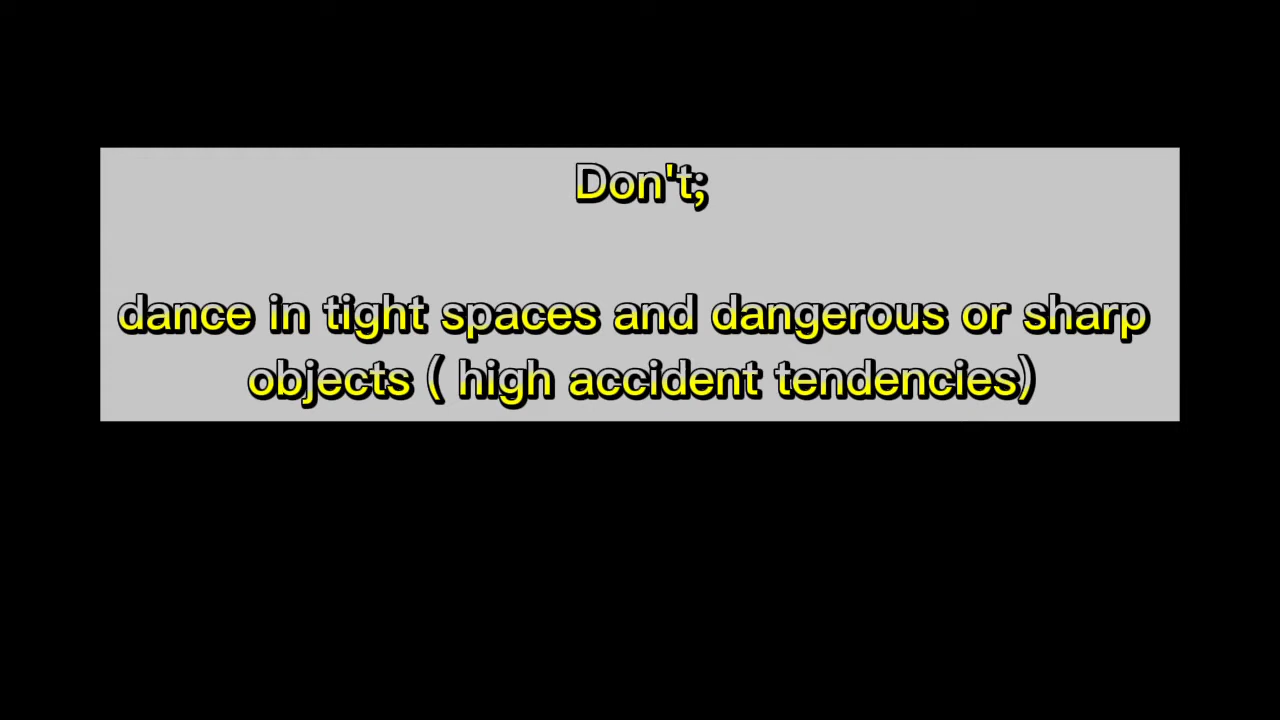 Don't;
dance in tight spaces and dangerous or sharp
objects ( high accident tendencies)